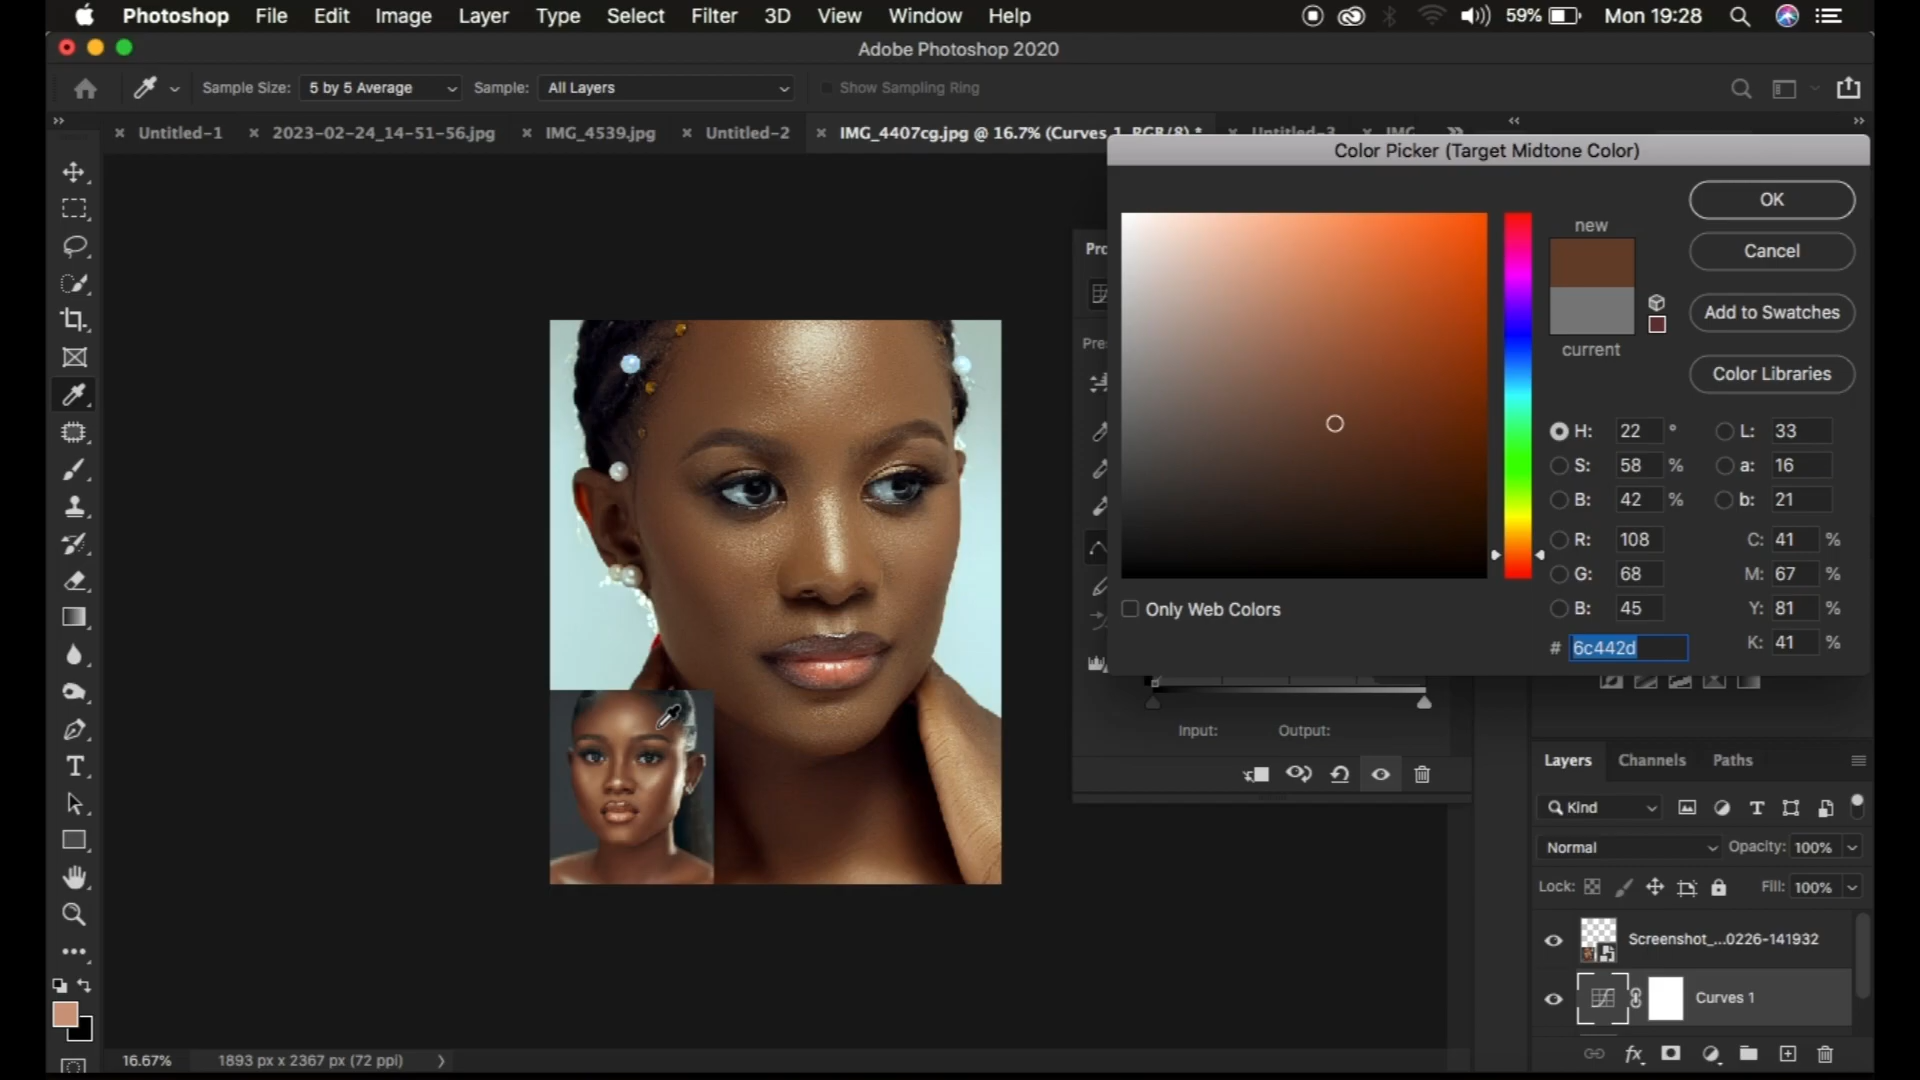 Photoshop File Edit Image Layer Type Select Filter 3D View Window Help 59% Mon 19:28
Adobe Photoshop 2020
Sample Size: 5 by 5 Average Sample: All Layers Show Sampling Ring
Untitled-1 2023-02-24_14-51-56.jpg IMG_4539.jpg Untitled-2 IMG_4407cg.jpg @ 16.7% (Curves 1, RGB/8) * Untitled-3 IMG
Color Picker (Target Midtone Color)
OK
new
Cancel
Add to Swatches
current
Color Libraries
H: 22 ° L: 33
S: 58 % a: 16
B: 42 % b: 21
R: 108 C: 41 %
G: 68 M: 67 %
Only Web Colors
B: 45 Y: 81 %
# 6c442d K: 41 %
Input: Output:
Layers Channels Paths
Kind
Normal Opacity: 100%
Lock: Fill: 100%
Screenshot_...0226-141932
Curves 1
16.67% 1893 px x 2367 px (72 ppi)